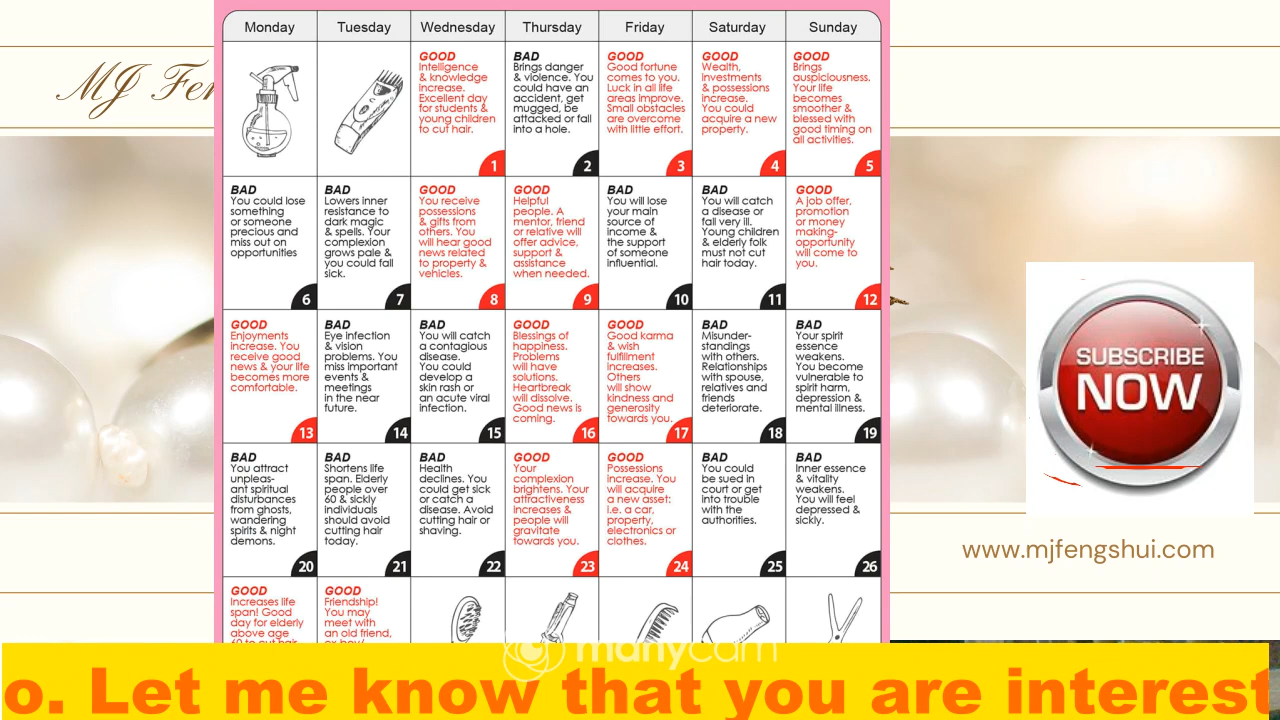 MJ Fen
Monday Tuesday Wednesday Thursday Friday Saturday Sunday
GOOD
Intelligence
& knowledge
increase.
Excellent day
for students &
young children
to cut hair.
1
BAD
Brings danger
& violence. You
could have an
accident, get
mugged, be
attacked or fall
into a hole.
2
GOOD
Good fortune
comes to you.
Luck in all life
areas improve.
Small obstacles
are overcome
with little effort.
3
GOOD
Wealth,
investments
& possessions
increase.
You could
acquire a new
property.
4
GOOD
Brings
auspiciousness.
Your life
becomes
smoother &
blessed with
good timing on
all activities.
5
BAD
You could lose
something
or someone
precious and
miss out on
opportunities
6
BAD
Lowers inner
resistance to
dark magic
& spells. Your
complexion
grows pale &
you could fall
sick.
7
GOOD
You receive
possessions
& gifts from
others. You
will hear good
news related
to property &
vehicles.
8
GOOD
Helpful
people. A
mentor, friend
or relative will
offer advice,
support &
assistance
when needed.
9
BAD
You will lose
your main
source of
income &
the support
of someone
influential.
10
BAD
You will catch
a disease or
fall very ill.
Young children
& elderly folk
must not cut
hair today.
11
GOOD
A job offer,
promotion
or money
making-
opportunity
will come to
you.
12
GOOD
Enjoyments
increase. You
receive good
news & your life
becomes more
comfortable.
13
BAD
Eye infection
& vision
problems. You
miss important
events &
meetings
in the near
future.
14
BAD
You will catch
a contagious
disease.
You could
develop a
skin rash or
an acute viral
infection.
15
GOOD
Blessings of
happiness.
Problems
will have
solutions.
Heartbreak
will dissolve.
Good news is
coming.
16
GOOD
Good karma
& wish
fulfillment
increases.
Others
will show
kindness and
generosity
towards you.
17
BAD
Misunder-
standings
with others.
Relationships
with spouse,
relatives and
friends
deteriorate.
18
BAD
Your spirit
essence
weakens.
You become
vulnerable to
spirit harm,
depression &
mental illness.
19
BAD
You attract
unpleas-
ant spiritual
disturbances
from ghosts,
wandering
spirits & night
demons.
20
BAD
Shortens life
span. Elderly
people over
60 & sickly
individuals
should avoid
cutting hair
today.
21
BAD
Health
declines. You
could get sick
or catch a
disease. Avoid
cutting hair or
shaving.
22
GOOD
Your
complexion
brightens. Your
attractiveness
increases &
people will
gravitate
towards you.
23
GOOD
Possessions
increase. You
will acquire
a new asset:
i.e. a car,
property,
electronics or
clothes.
24
BAD
You could
be sued in
court or get
into trouble
with the
authorities.
25
BAD
Inner essence
& vitality
weakens.
You will feel
depressed &
sickly.
26
GOOD
Increases life
span! Good
day for elderly
above age
GOOD
Friendship!
You may
meet with
an old friend,
SUBSCRIBE
NOW
www.mjfengshui.com
manycam
o. Let me know that you are interest